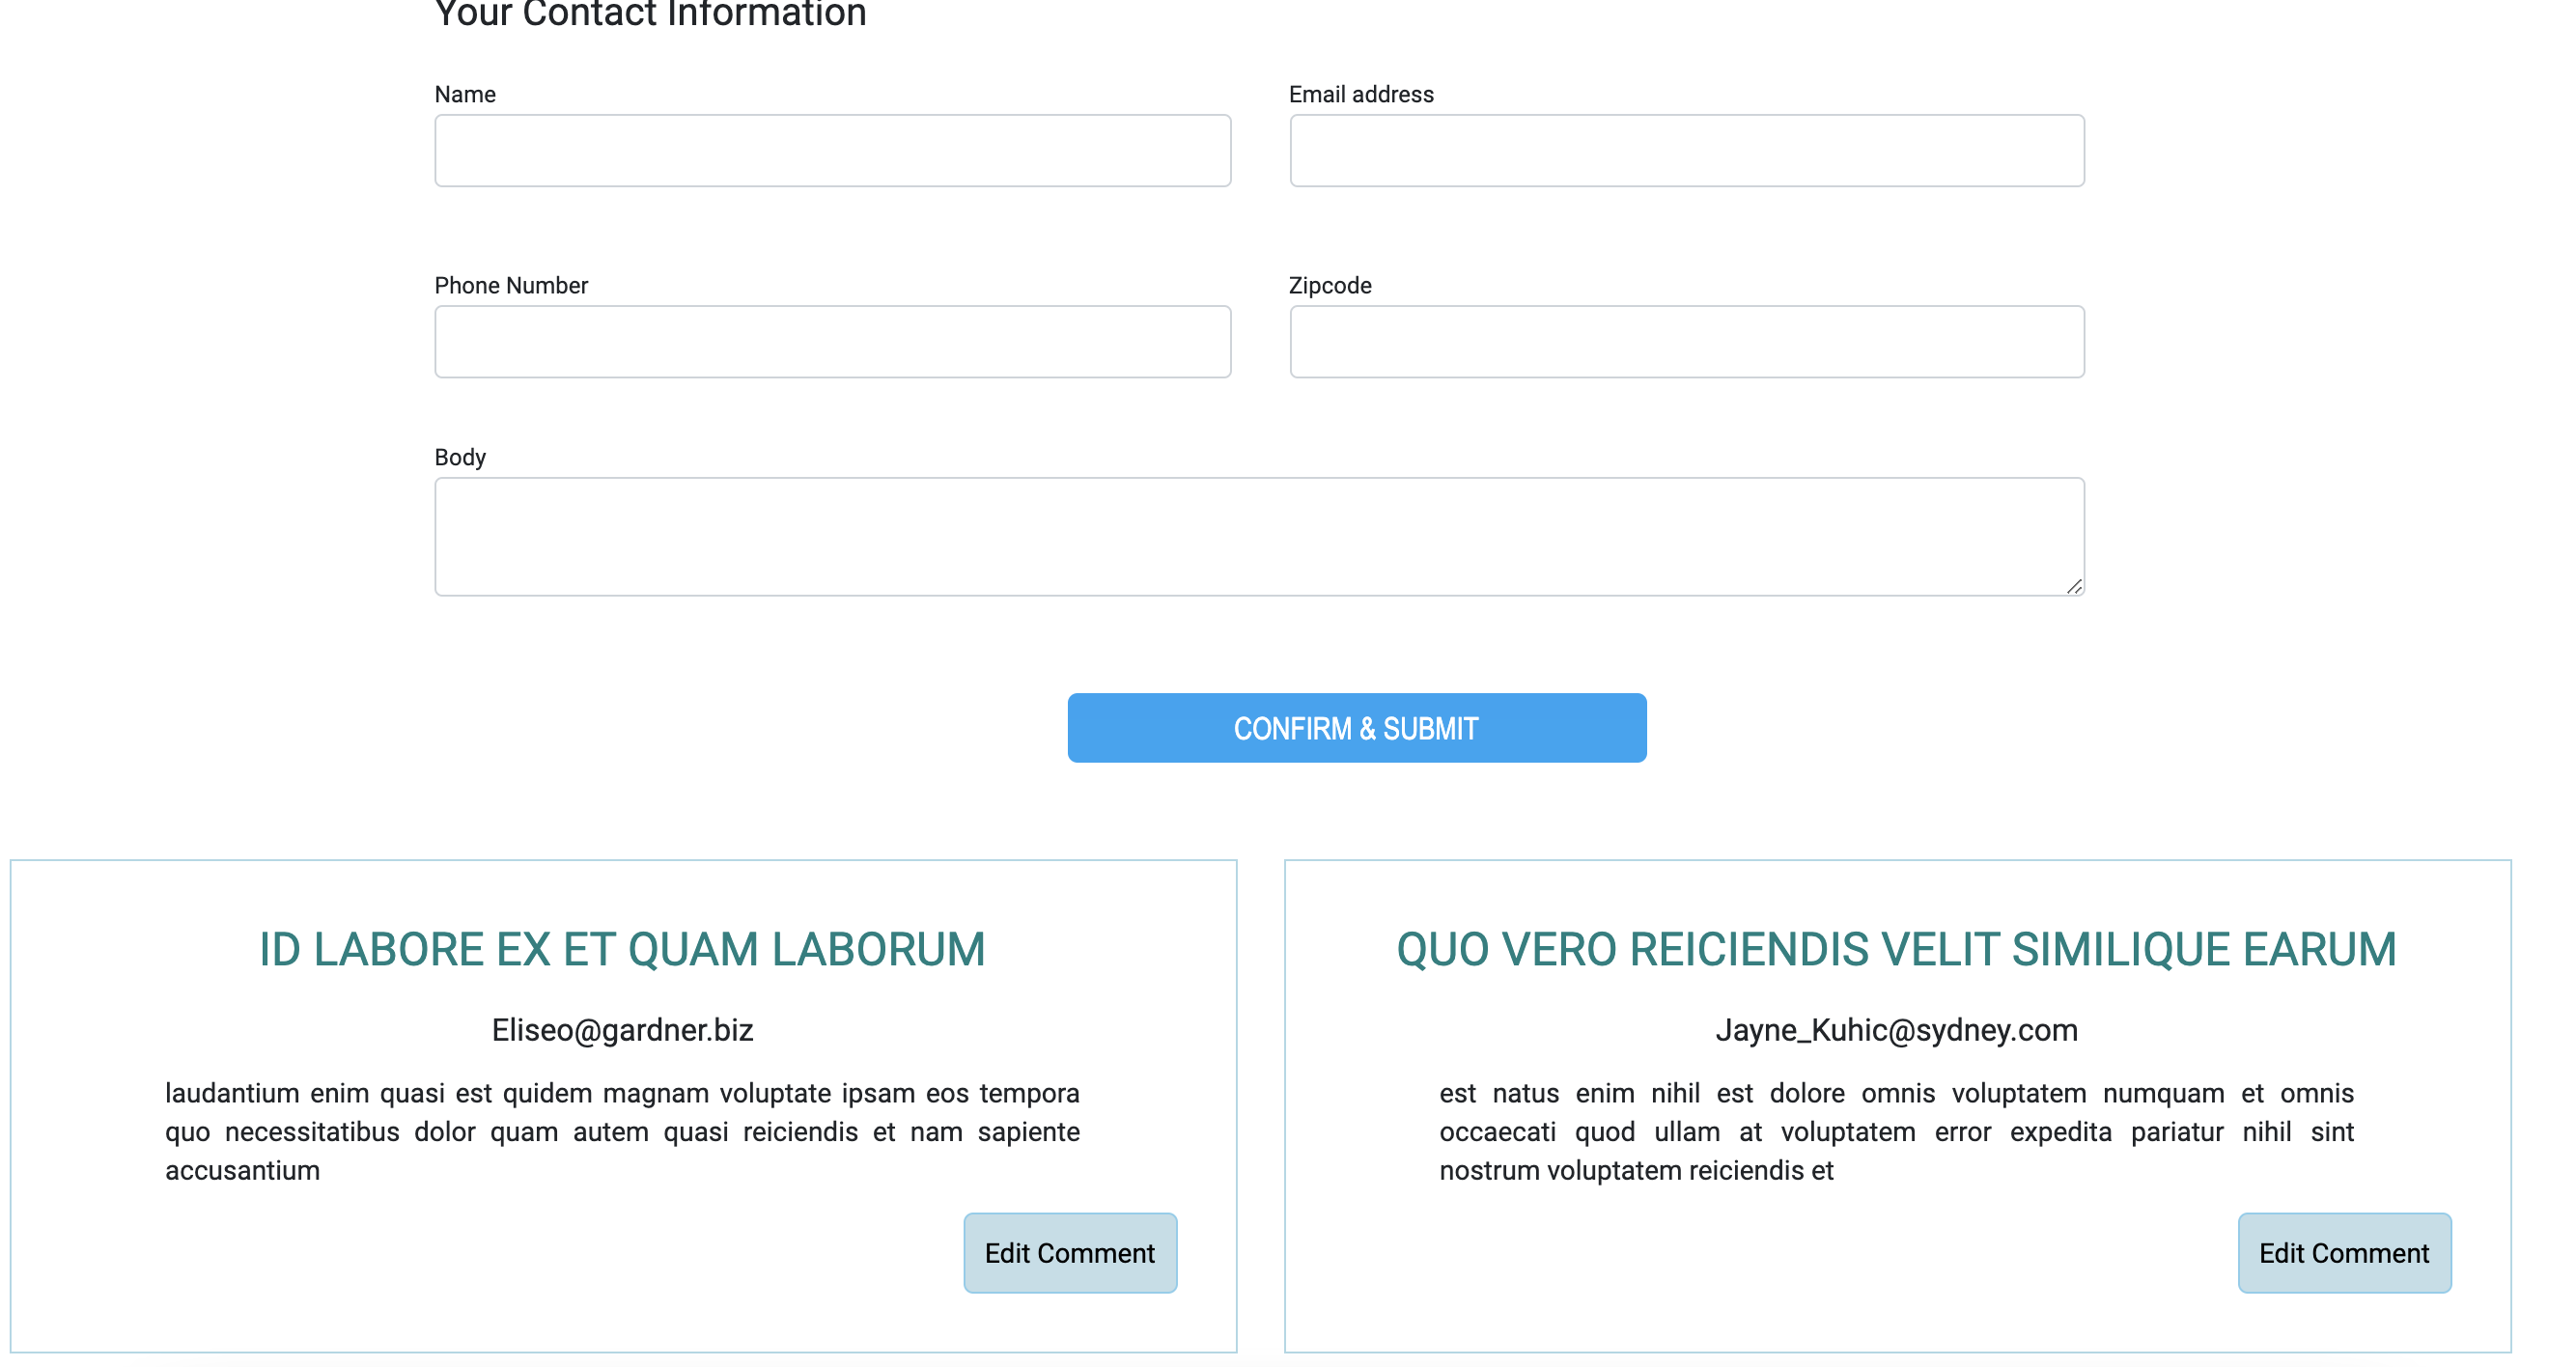 Your Contact Information
Name
Email address
Phone Number
Zipcode
Body
CONFIRM & SUBMIT
ID LABORE EX ET QUAM LABORUM
Eliseo@gardner.biz
laudantium enim quasi est quidem magnam voluptate ipsam eos tempora
quo necessitatibus dolor quam autem quasi reiciendis et nam sapiente
accusantium
Edit Comment
QUO VERO REICIENDIS VELIT SIMILIQUE EARUM
Jayne_Kuhic@sydney.com
est natus enim nihil est dolore omnis voluptatem numquam et omnis
occaecati quod ullam at voluptatem error expedita pariatur nihil sint
nostrum voluptatem reiciendis et
Edit Comment